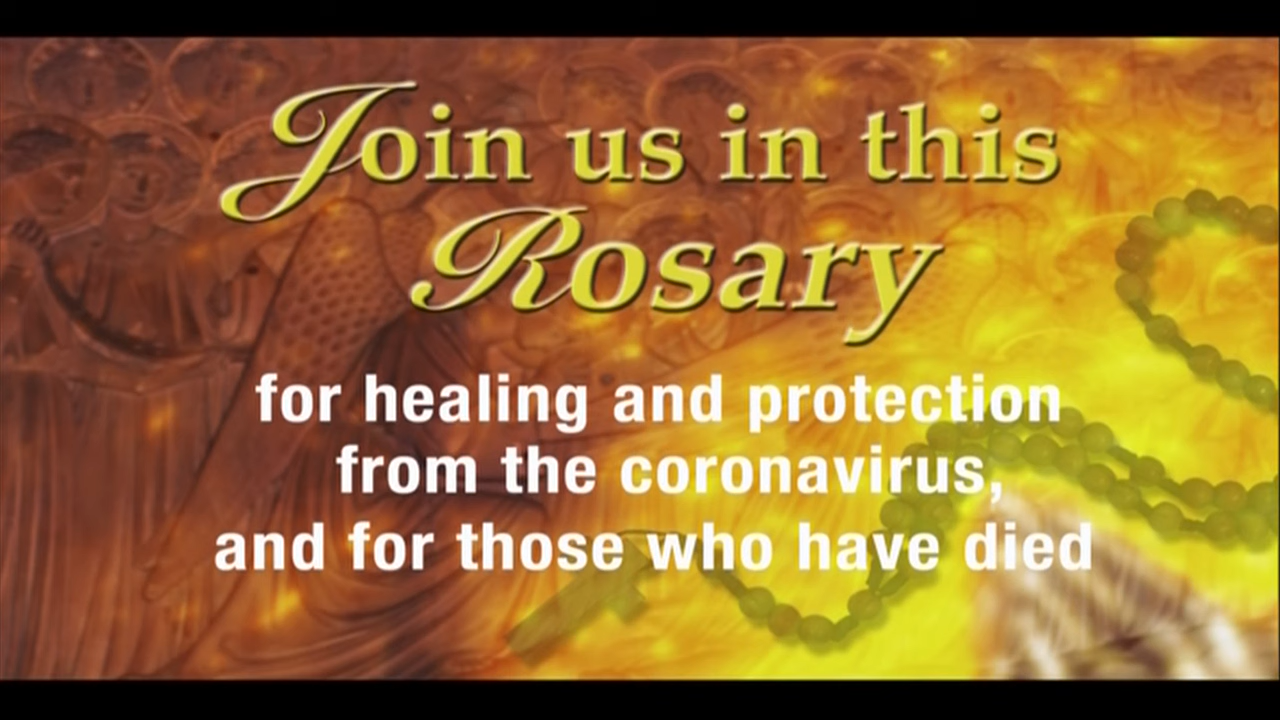 Join us in this
Rosary
for healing and protection
from the coronavirus,
and for those who have died